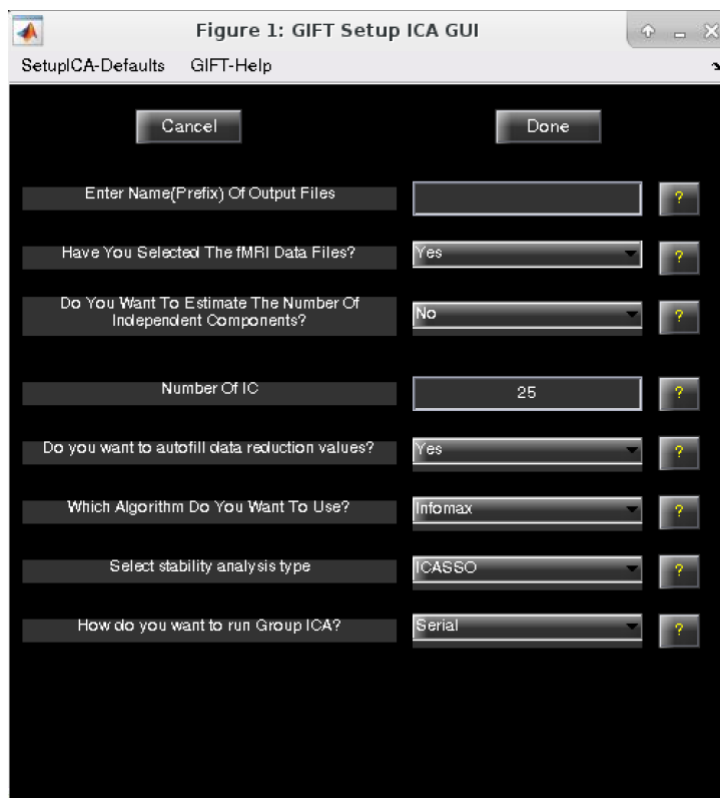 Figure 1: GIFT Setup ICA GUI
SetupICA-Defaults GIFT-Help
Cancel Done
Enter Name(Prefix) Of Output Files ?
Have You Selected The fMRI Data Files? Yes ?
Do You Want To Estimate The Number Of
Independent Components? No ?
Number Of IC 25 ?
Do you want to autofill data reduction values? Yes ?
Which Algorithm Do You Want To Use? Infomax ?
Select stability analysis type ICASSO ?
How do you want to run Group ICA? Serial ?